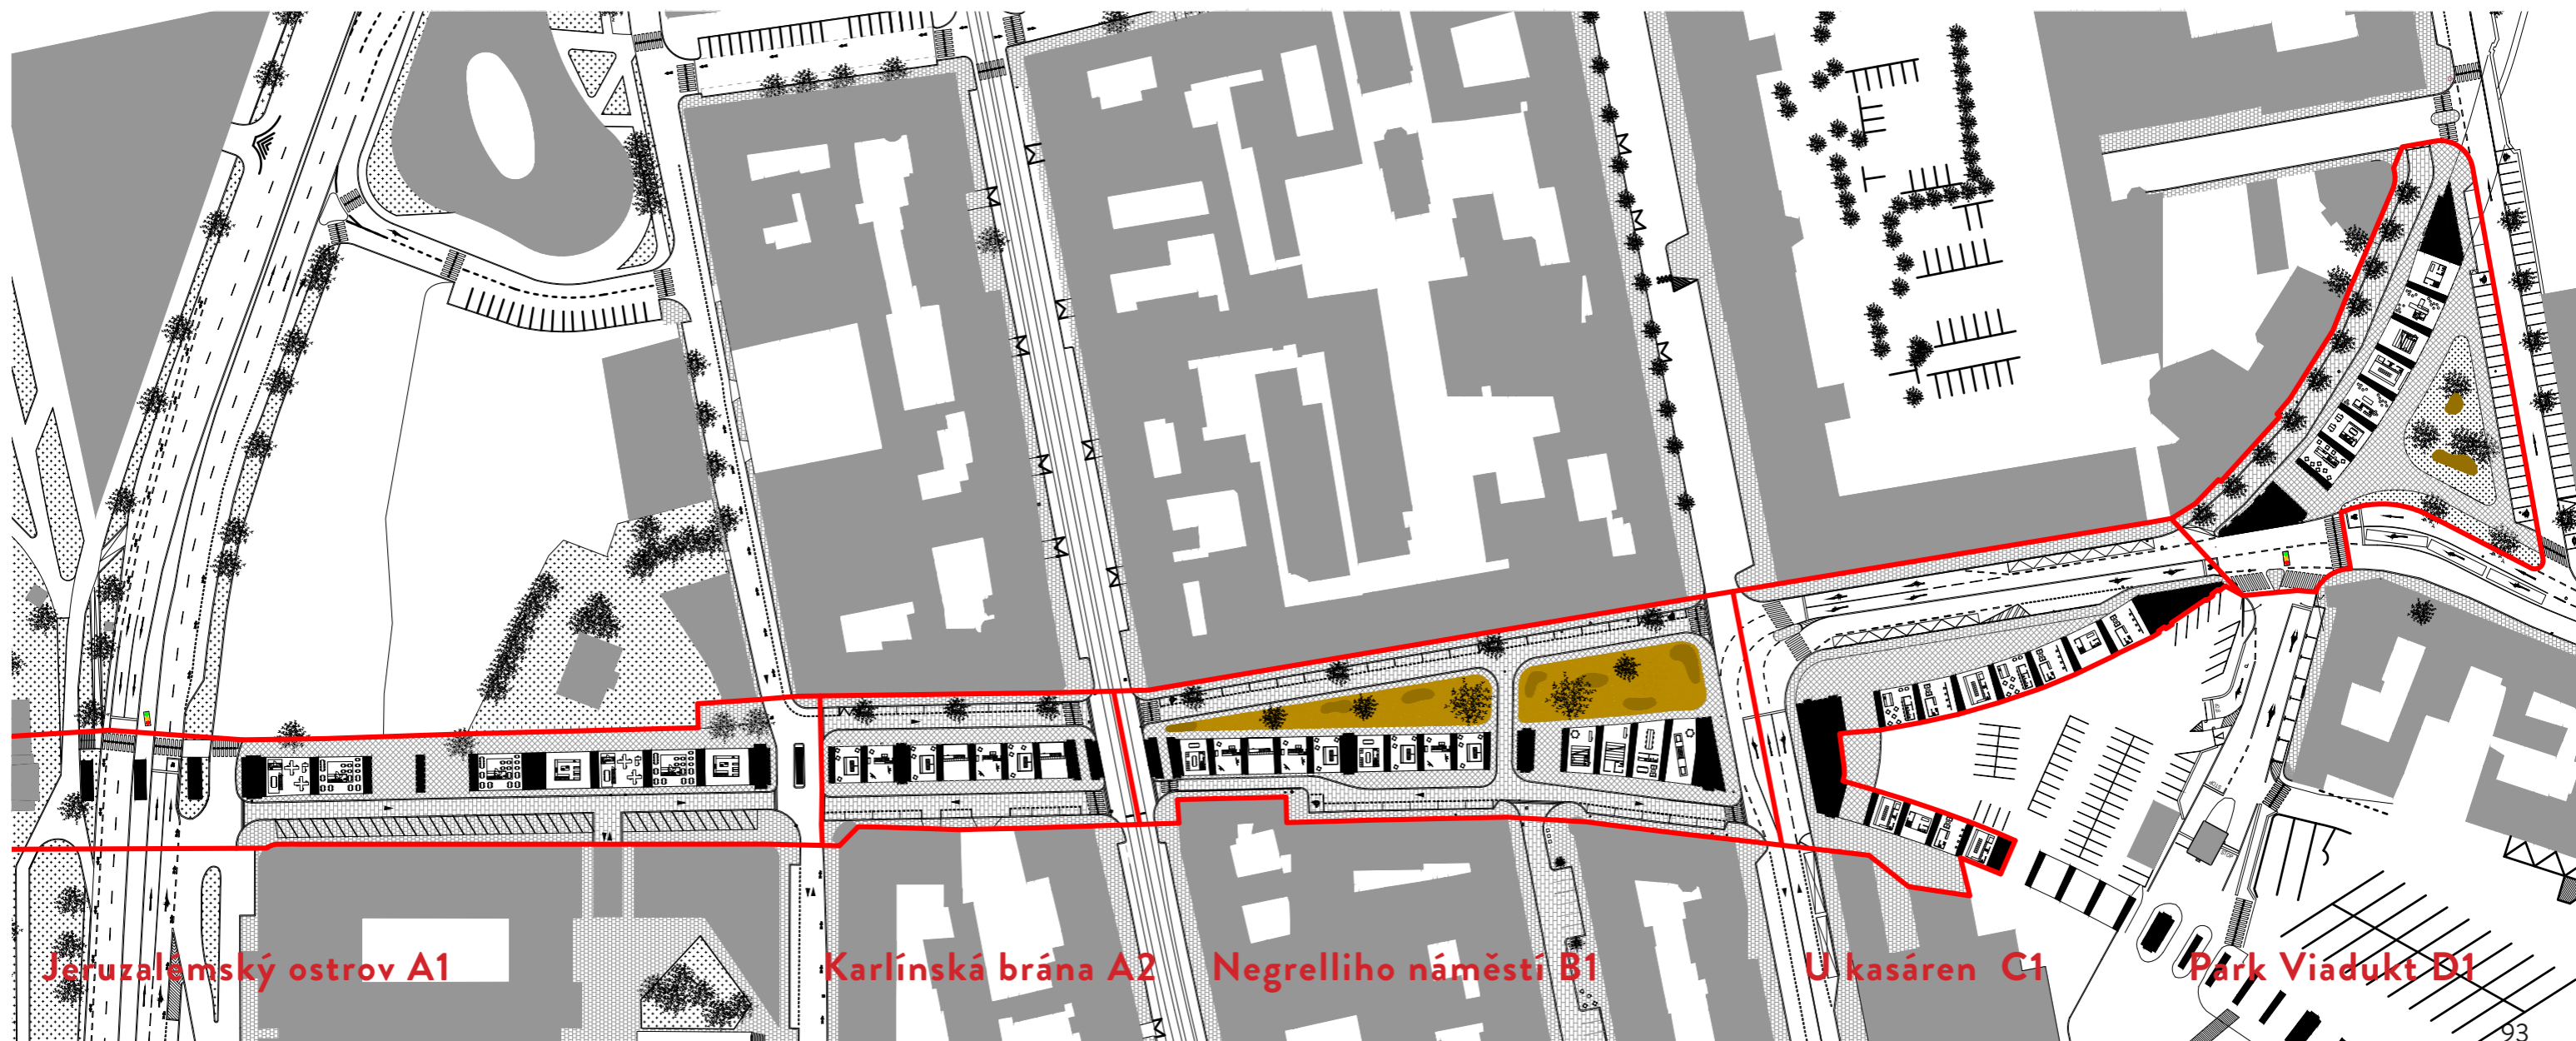 Jeruzalémský ostrov A1
Karlínská brána A2
Negrelliho náměstí B1
U kasáren C1
Park Viadukt D1
93